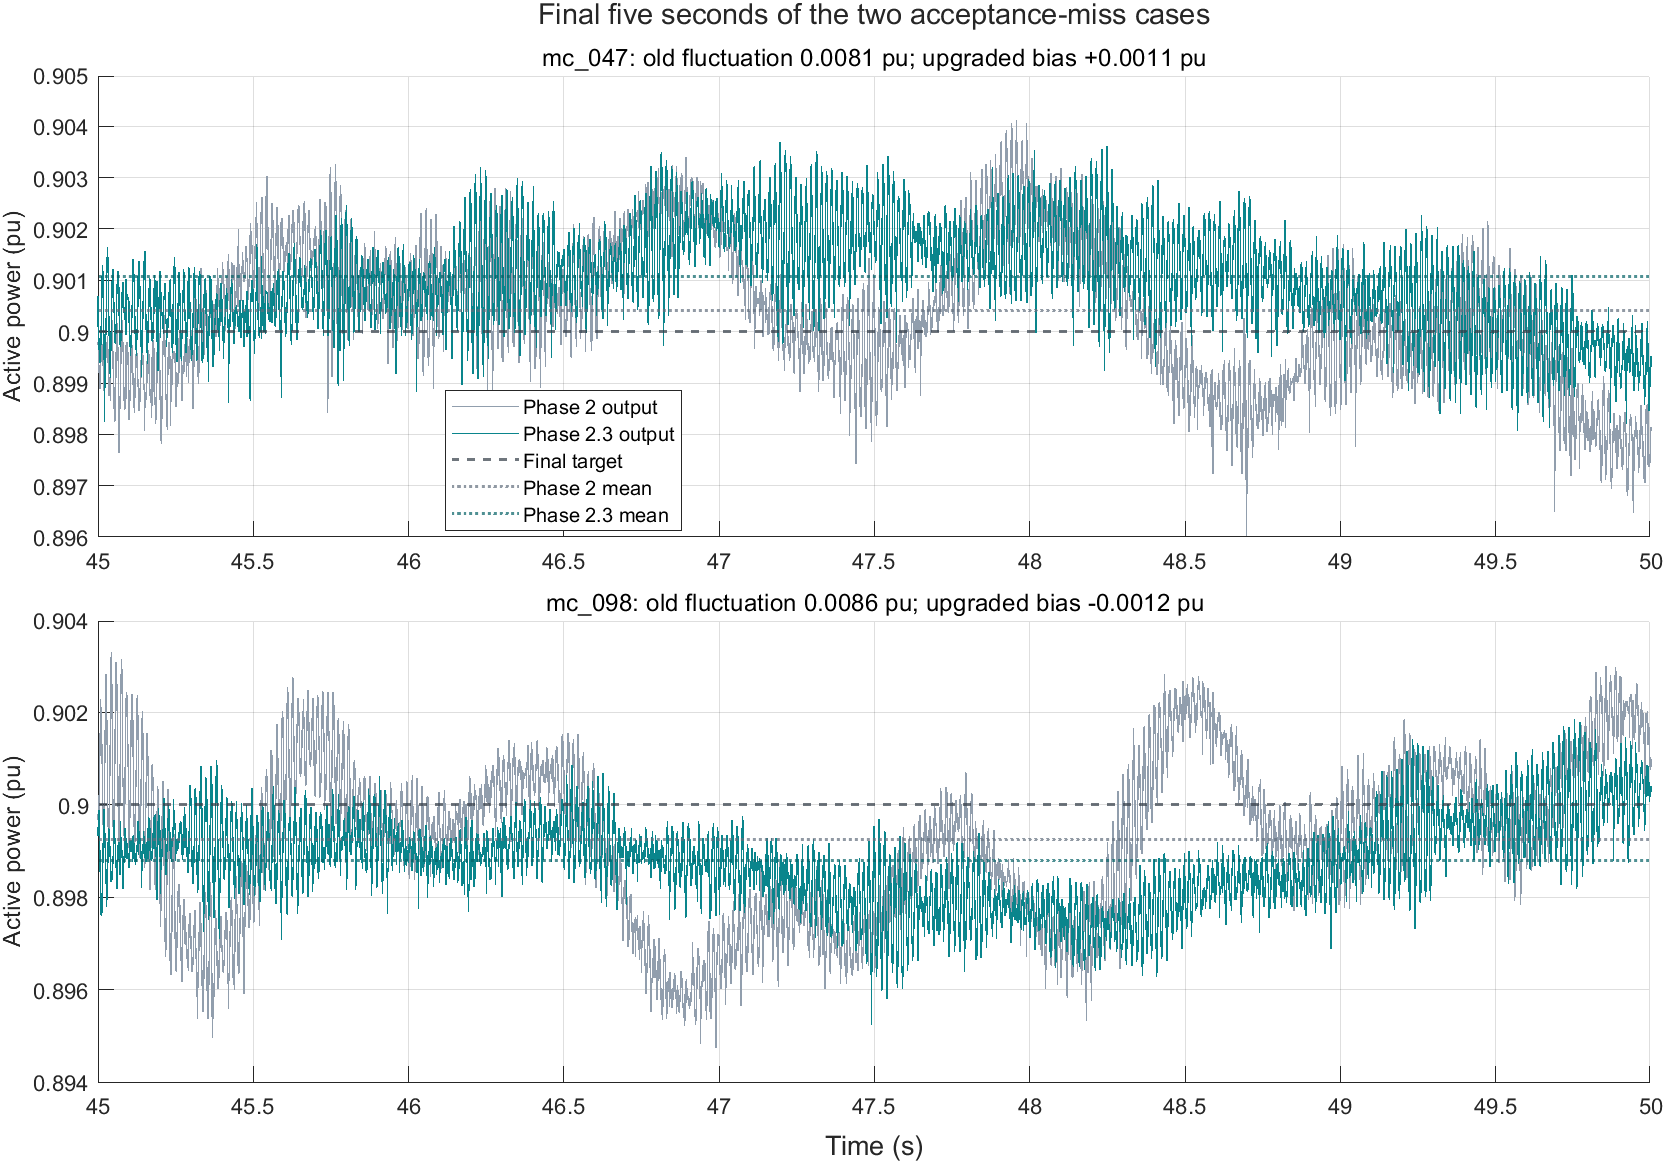 Final five seconds of the two acceptance-miss cases
mc_047: old fluctuation 0.0081 pu; upgraded bias +0.0011 pu
Active power (pu)
0.905
0.904
0.903
0.902
0.901
0.9
0.899
0.898
0.897
0.896
Phase 2 output
Phase 2.3 output
Final target
Phase 2 mean
Phase 2.3 mean
45 45.5 46 46.5 47 47.5 48 48.5 49 49.5 50
mc_098: old fluctuation 0.0086 pu; upgraded bias -0.0012 pu
Active power (pu)
0.904
0.902
0.9
0.898
0.896
0.894
45 45.5 46 46.5 47 47.5 48 48.5 49 49.5 50
Time (s)